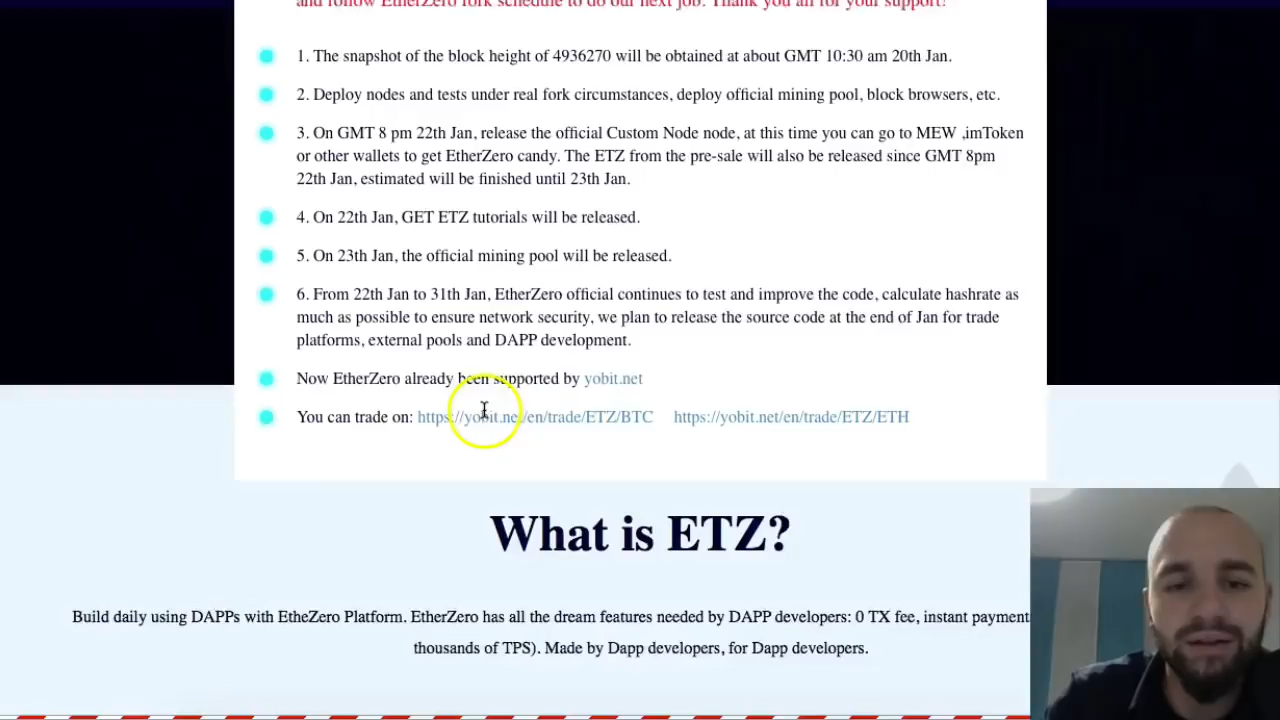 and follow EtherZero fork schedule to do our next job. Thank you all for your support!
1. The snapshot of the block height of 4936270 will be obtained at about GMT 10:30 am 20th Jan.
2. Deploy nodes and tests under real fork circumstances, deploy official mining pool, block browsers, etc.
3. On GMT 8 pm 22th Jan, release the official Custom Node node, at this time you can go to MEW ,imToken
or other wallets to get EtherZero candy. The ETZ from the pre-sale will also be released since GMT 8pm
22th Jan, estimated will be finished until 23th Jan.
4. On 22th Jan, GET ETZ tutorials will be released.
5. On 23th Jan, the official mining pool will be released.
6. From 22th Jan to 31th Jan, EtherZero official continues to test and improve the code, calculate hashrate as
much as possible to ensure network security, we plan to release the source code at the end of Jan for trade
platforms, external pools and DAPP development.
Now EtherZero already been supported by yobit.net
You can trade on: https://yobit.net/en/trade/ETZ/BTC https://yobit.net/en/trade/ETZ/ETH
What is ETZ?
Build daily using DAPPs with EtheZero Platform. EtherZero has all the dream features needed by DAPP developers: 0 TX fee, instant payment
thousands of TPS). Made by Dapp developers, for Dapp developers.